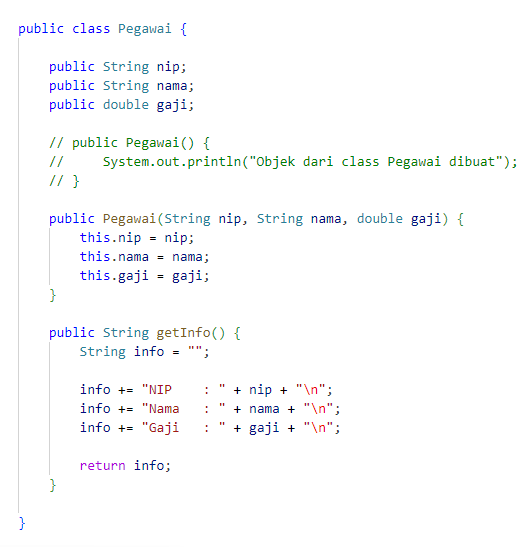 public class Pegawai {
public String nip;
public String nama;
public double gaji;
// public Pegawai() {
//     System.out.println("Objek dari class Pegawai dibuat");
// }
public Pegawai(String nip, String nama, double gaji) {
this.nip = nip;
this.nama = nama;
this.gaji = gaji;
}
public String getInfo() {
String info = "";
info += "NIP    : " + nip + "\n";
info += "Nama   : " + nama + "\n";
info += "Gaji   : " + gaji + "\n";
return info;
}
}